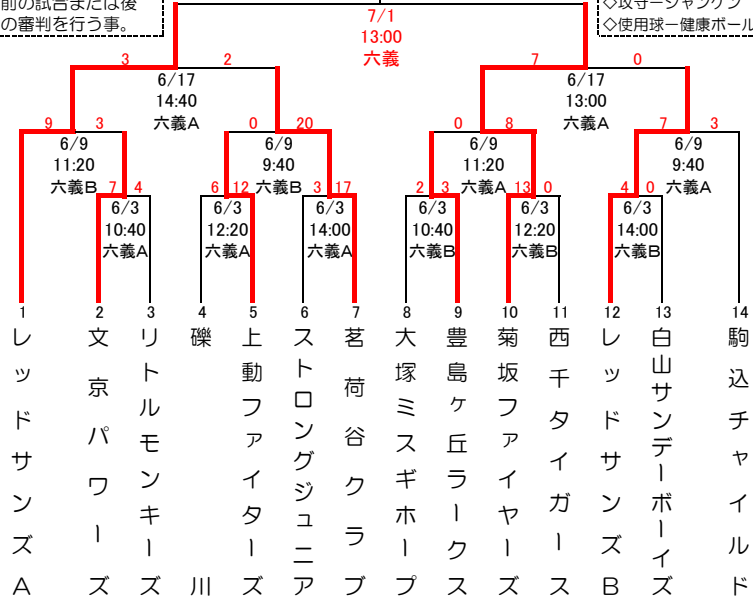 前の試合または後
の審判を行う事。
◇攻守ージャンケン
◇使用球ー健康ボール
7/1
13:00
六義
3 2
7 0
6/17
14:40
六義A
6/17
13:00
六義A
9 3
0 20
0 8
7 3
6/9
11:20
六義B
6/9
9:40
六義B
6/9
11:20
六義A
6/9
9:40
六義A
7 4
6 12
3 17
2 3
13 0
4 0
6/3
10:40
六義A
6/3
12:20
六義A
6/3
14:00
六義A
6/3
10:40
六義B
6/3
12:20
六義B
6/3
14:00
六義B
1 2 3 4 5 6 7 8 9 10 11 12 13 14
レッドサンズA
文京パワーズ
リトルモンキーズ
礫川
上動ファイターズ
ストロングジュニア
茗荷谷クラブ
大塚ミスギホープ
豊島ヶ丘ラークス
菊坂ファイヤーズ
西千タイガース
レッドサンズB
白山サンデーボーイズ
駒込チャイルド